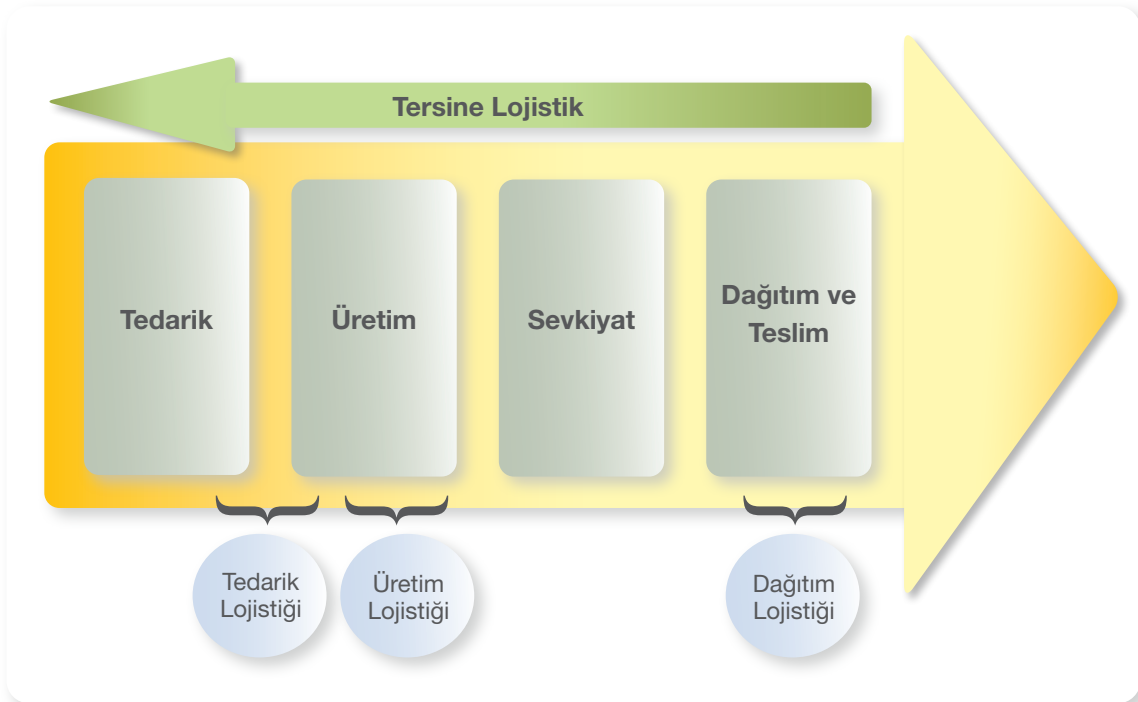 Tersine Lojistik
Tedarik
Üretim
Sevkiyat
Dağıtım ve
Teslim
Tedarik
Lojistiği
Üretim
Lojistiği
Dağıtım
Lojistiği